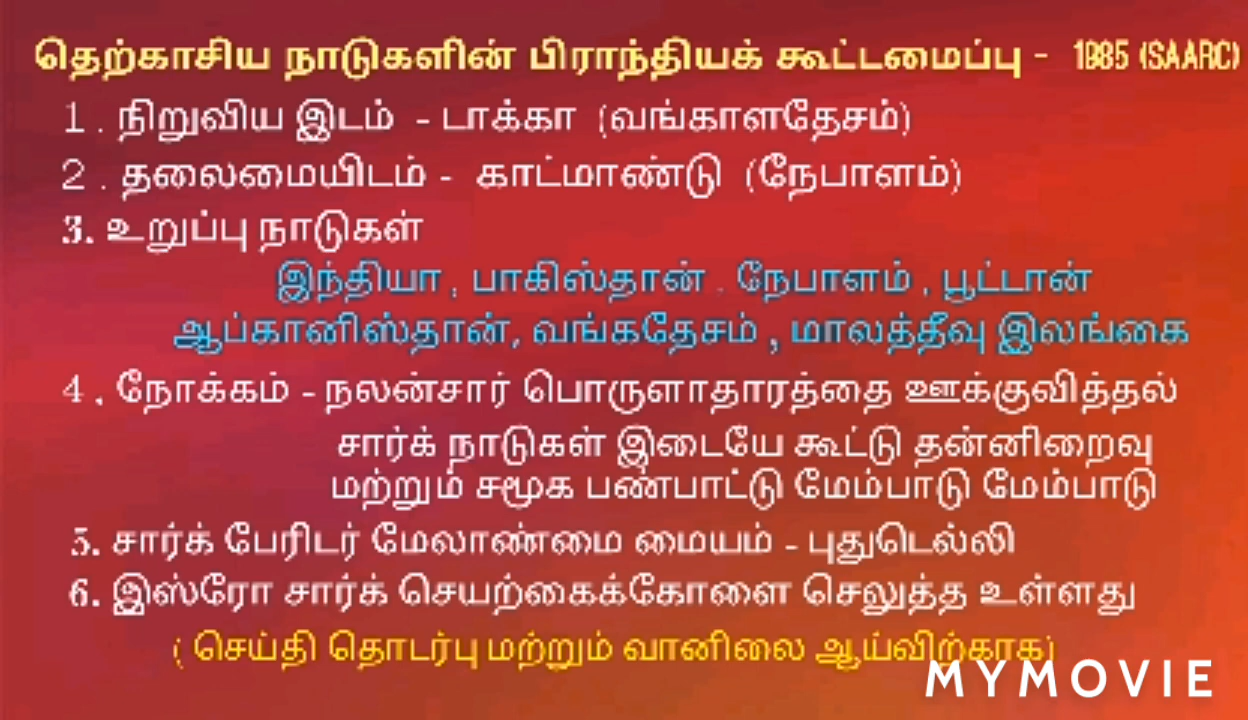 தெற்காசிய நாடுகளின் பிராந்தியக் கூட்டமைப்பு - 1985 (SAARC)
1 . நிறுவிய இடம் - டாக்கா (வங்காளதேசம்)
2 . தலைமையிடம் - காட்மாண்டு (நேபாளம்)
3. உறுப்பு நாடுகள்
இந்தியா , பாகிஸ்தான் . நேபாளம் , பூட்டான்
ஆப்கானிஸ்தான், வங்கதேசம் , மாலத்தீவு இலங்கை
4 . நோக்கம் - நலன்சார் பொருளாதாரத்தை ஊக்குவித்தல்
சார்க் நாடுகள் இடையே கூட்டு தன்னிறைவு
மற்றும் சமூக பண்பாட்டு மேம்பாடு மேம்பாடு
5. சார்க் பேரிடர் மேலாண்மை மையம் - புதுடெல்லி
6. இஸ்ரோ சார்க் செயற்கைக்கோளை செலுத்த உள்ளது
( செய்தி தொடர்பு மற்றும் வானிலை ஆய்விற்காக)
MYMOVIE